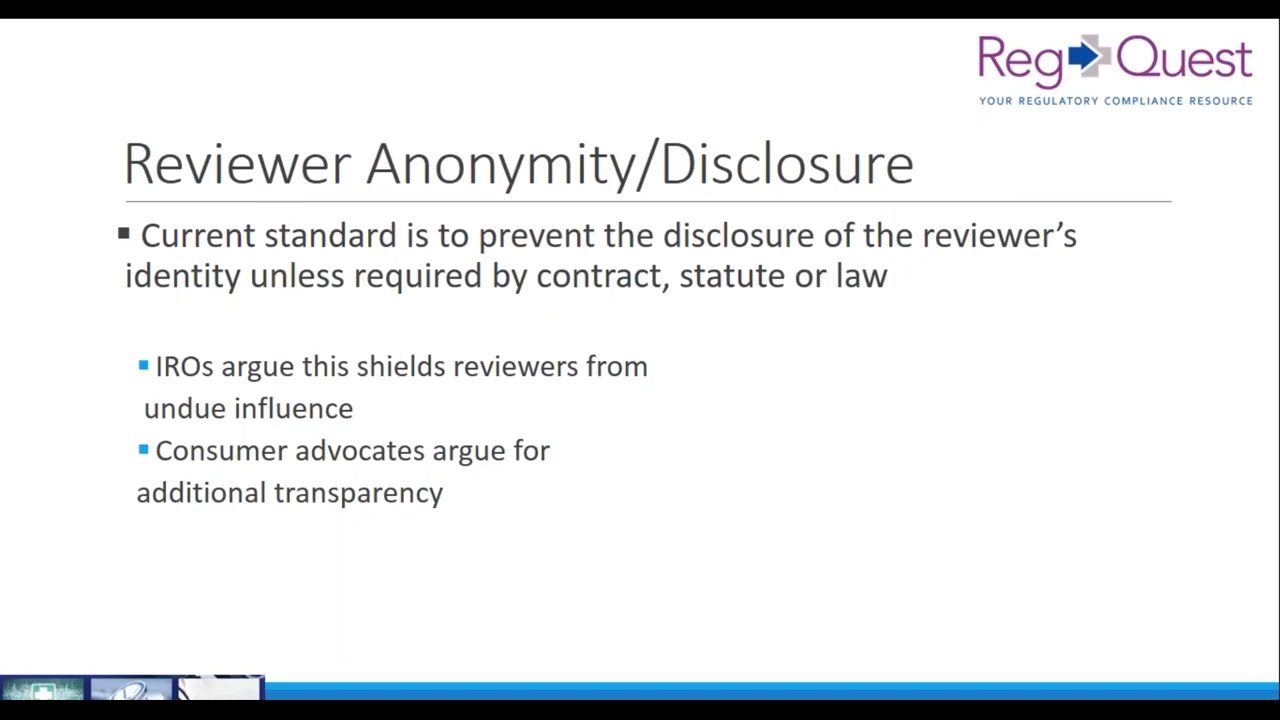 Reg Quest
YOUR REGULATORY COMPLIANCE RESOURCE
Reviewer Anonymity/Disclosure
▪ Current standard is to prevent the disclosure of the reviewer’s
identity unless required by contract, statute or law
▪ IROs argue this shields reviewers from
undue influence
▪ Consumer advocates argue for
additional transparency